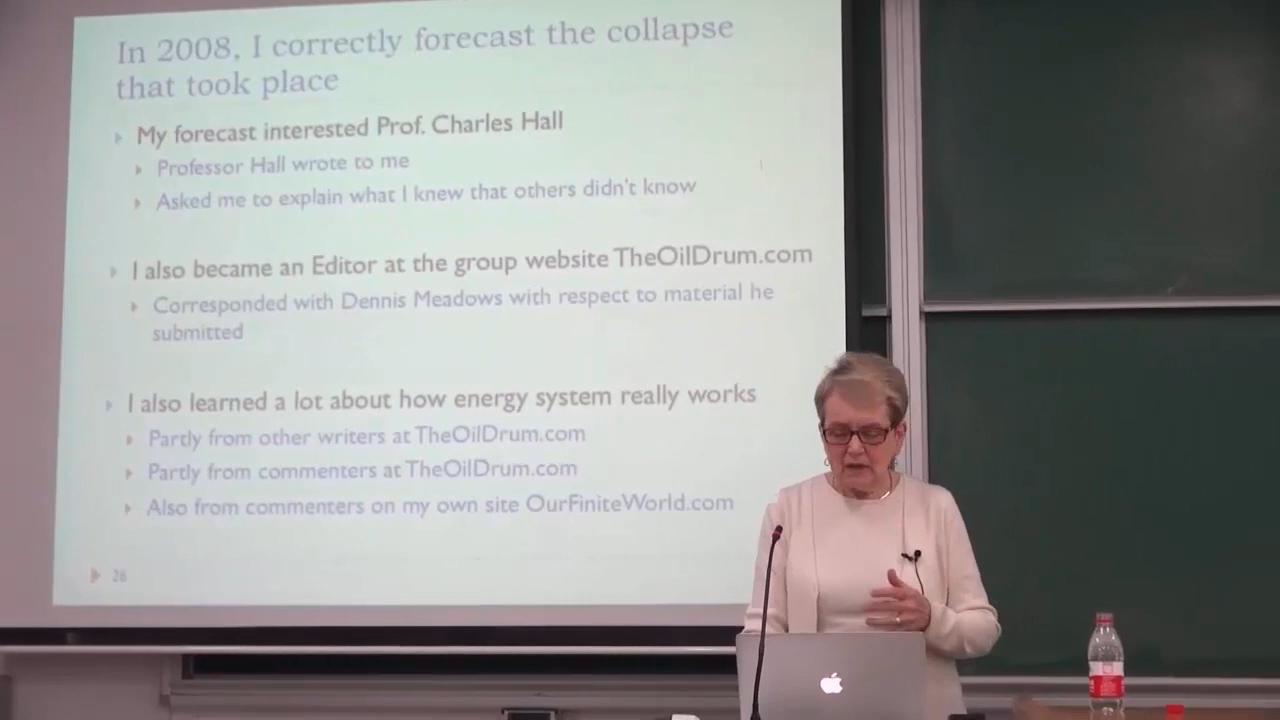 In 2008, I correctly forecast the collapse
that took place
My forecast interested Prof. Charles Hall
Professor Hall wrote to me
Asked me to explain what I knew that others didn't know
I also became an Editor at the group website TheOilDrum.com
Corresponded with Dennis Meadows with respect to material he
submitted
I also learned a lot about how energy system really works
Partly from other writers at TheOilDrum.com
Partly from commenters at TheOilDrum.com
Also from commenters on my own site OurFiniteWorld.com
26